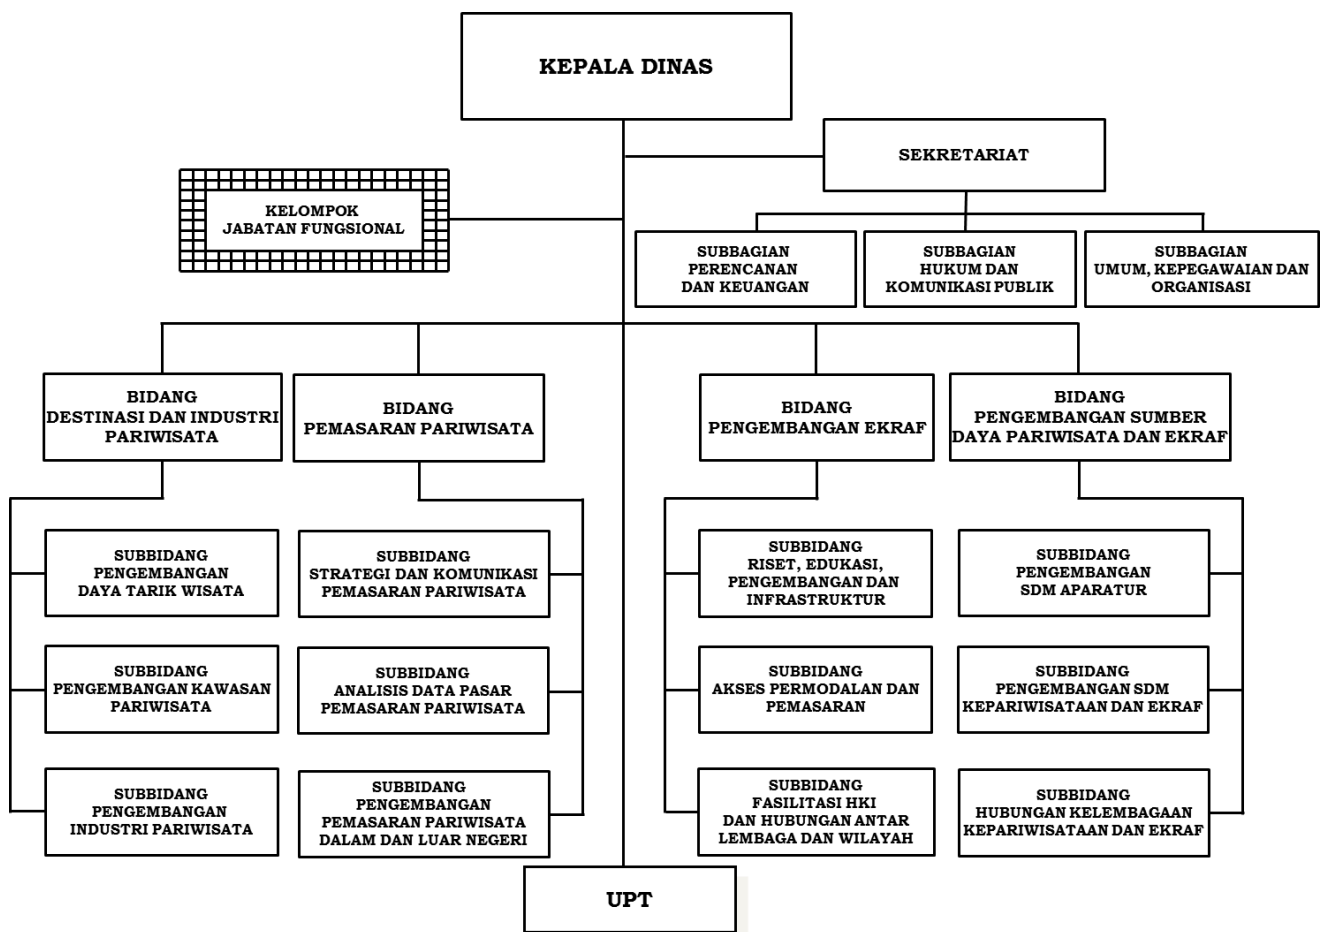 KEPALA DINAS
SEKRETARIAT
KELOMPOK
JABATAN FUNGSIONAL
SUBBAGIAN
PERENCANAN
DAN KEUANGAN
SUBBAGIAN
HUKUM DAN
KOMUNIKASI PUBLIK
SUBBAGIAN
UMUM, KEPEGAWAIAN DAN
ORGANISASI
BIDANG
DESTINASI DAN INDUSTRI
PARIWISATA
BIDANG
PEMASARAN PARIWISATA
BIDANG
PENGEMBANGAN EKRAF
BIDANG
PENGEMBANGAN SUMBER
DAYA PARIWISATA DAN EKRAF
SUBBIDANG
PENGEMBANGAN
DAYA TARIK WISATA
SUBBIDANG
STRATEGI DAN KOMUNIKASI
PEMASARAN PARIWISATA
SUBBIDANG
RISET, EDUKASI,
PENGEMBANGAN DAN
INFRASTRUKTUR
SUBBIDANG
PENGEMBANGAN
SDM APARATUR
SUBBIDANG
PENGEMBANGAN KAWASAN
PARIWISATA
SUBBIDANG
ANALISIS DATA PASAR
PEMASARAN PARIWISATA
SUBBIDANG
AKSES PERMODALAN DAN
PEMASARAN
SUBBIDANG
PENGEMBANGAN SDM
KEPARIWISATAAN DAN EKRAF
SUBBIDANG
PENGEMBANGAN
INDUSTRI PARIWISATA
SUBBIDANG
PENGEMBANGAN
PEMASARAN PARIWISATA
DALAM DAN LUAR NEGERI
SUBBIDANG
FASILITASI HKI
DAN HUBUNGAN ANTAR
LEMBAGA DAN WILAYAH
SUBBIDANG
HUBUNGAN KELEMBAGAAN
KEPARIWISATAAN DAN EKRAF
UPT